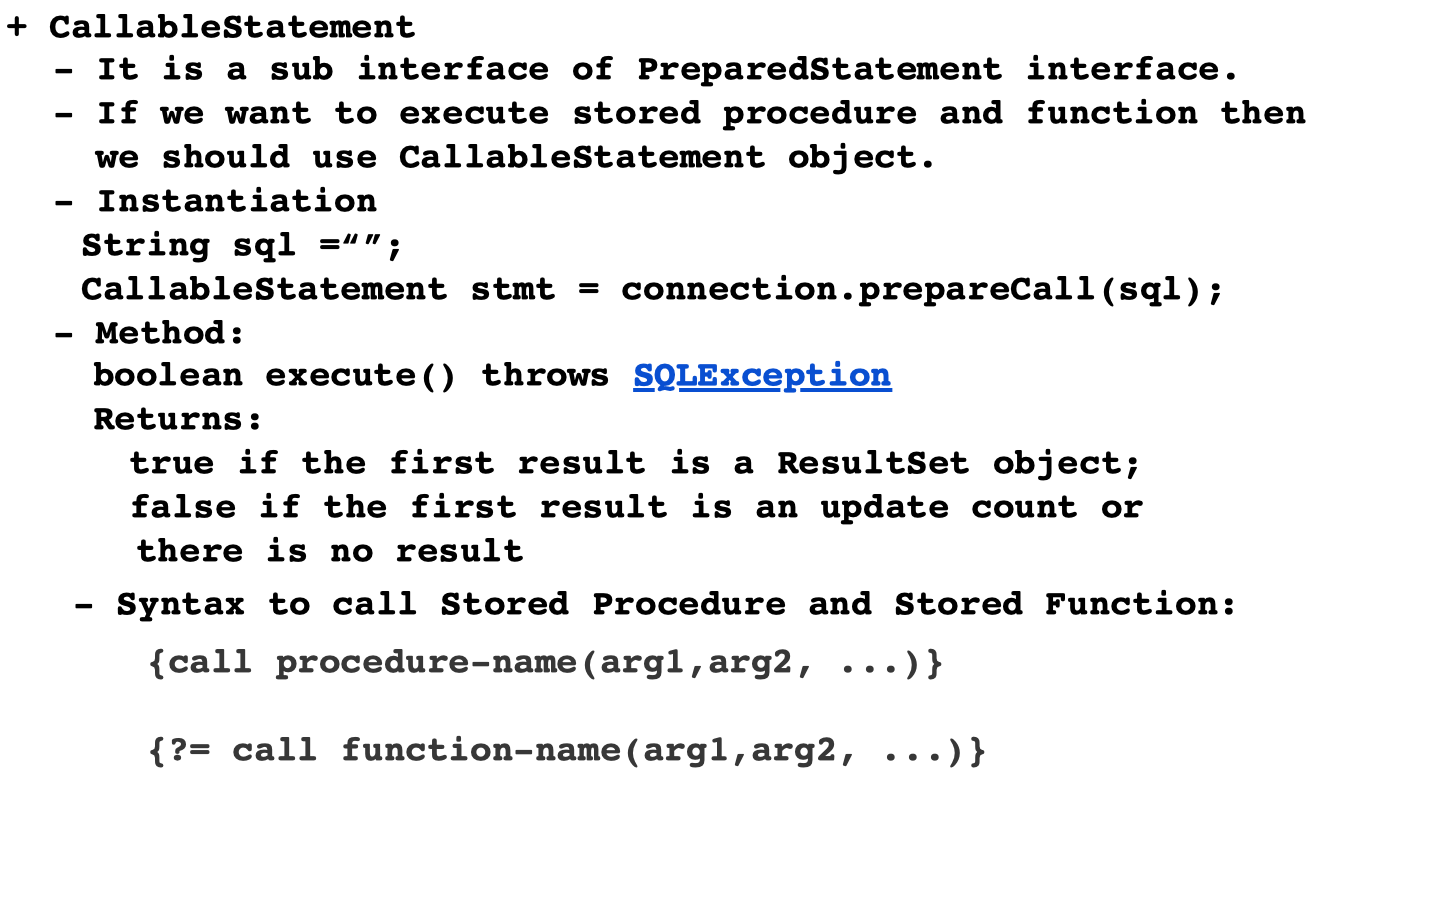 + CallableStatement
- It is a sub interface of PreparedStatement interface.
- If we want to execute stored procedure and function then
we should use CallableStatement object.
- Instantiation
String sql =“”;
CallableStatement stmt = connection.prepareCall(sql);
- Method:
boolean execute() throws SQLException
Returns:
true if the first result is a ResultSet object;
false if the first result is an update count or
there is no result
- Syntax to call Stored Procedure and Stored Function:
{call procedure-name(arg1,arg2, ...)}
{?= call function-name(arg1,arg2, ...)}